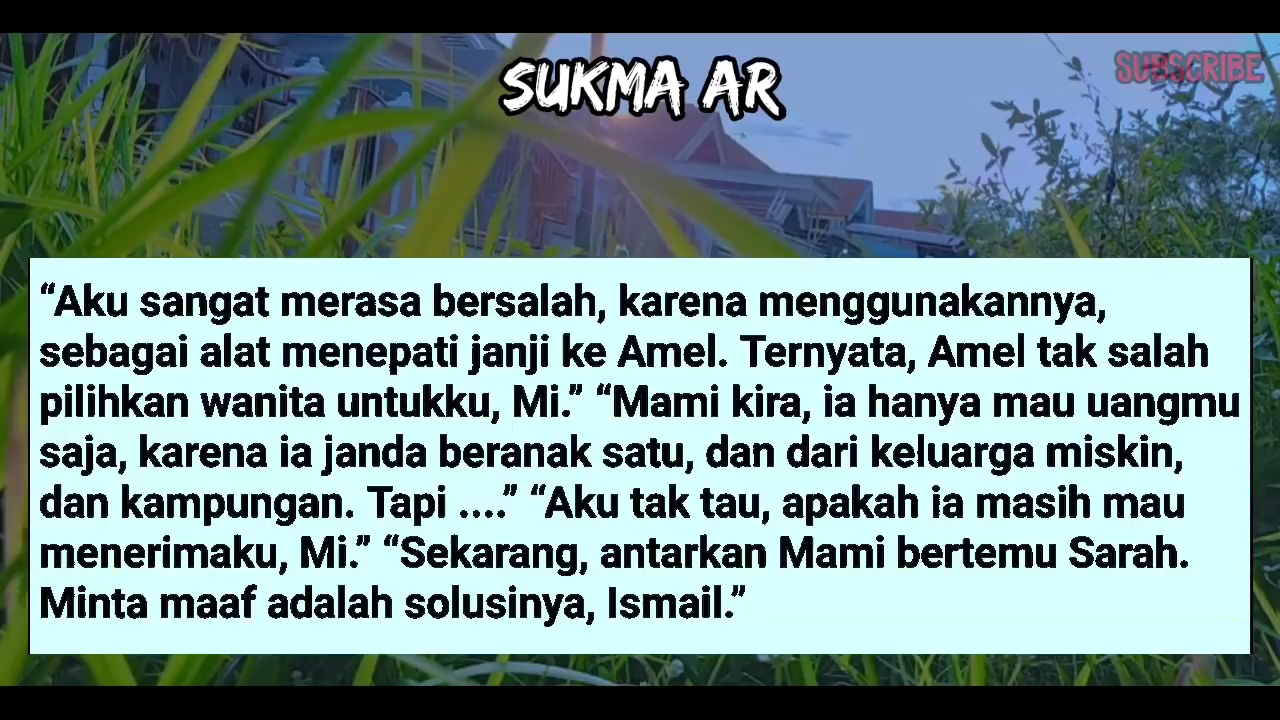 SUKMA AR
SUBSCRIBE
“Aku sangat merasa bersalah, karena menggunakannya,
sebagai alat menepati janji ke Amel. Ternyata, Amel tak salah
pilihkan wanita untukku, Mi.” “Mami kira, ia hanya mau uangmu
saja, karena ia janda beranak satu, dan dari keluarga miskin,
dan kampungan. Tapi ....” “Aku tak tau, apakah ia masih mau
menerimaku, Mi.” “Sekarang, antarkan Mami bertemu Sarah.
Minta maaf adalah solusinya, Ismail.”